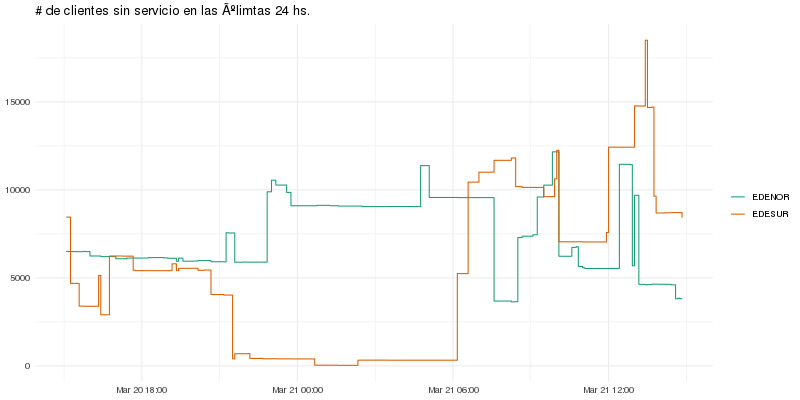 # de clientes sin servicio en las Ãºlimtas 24 hs.
15000
10000
5000
0
Mar 20 18:00
Mar 21 00:00
Mar 21 06:00
Mar 21 12:00
EDENOR
EDESUR